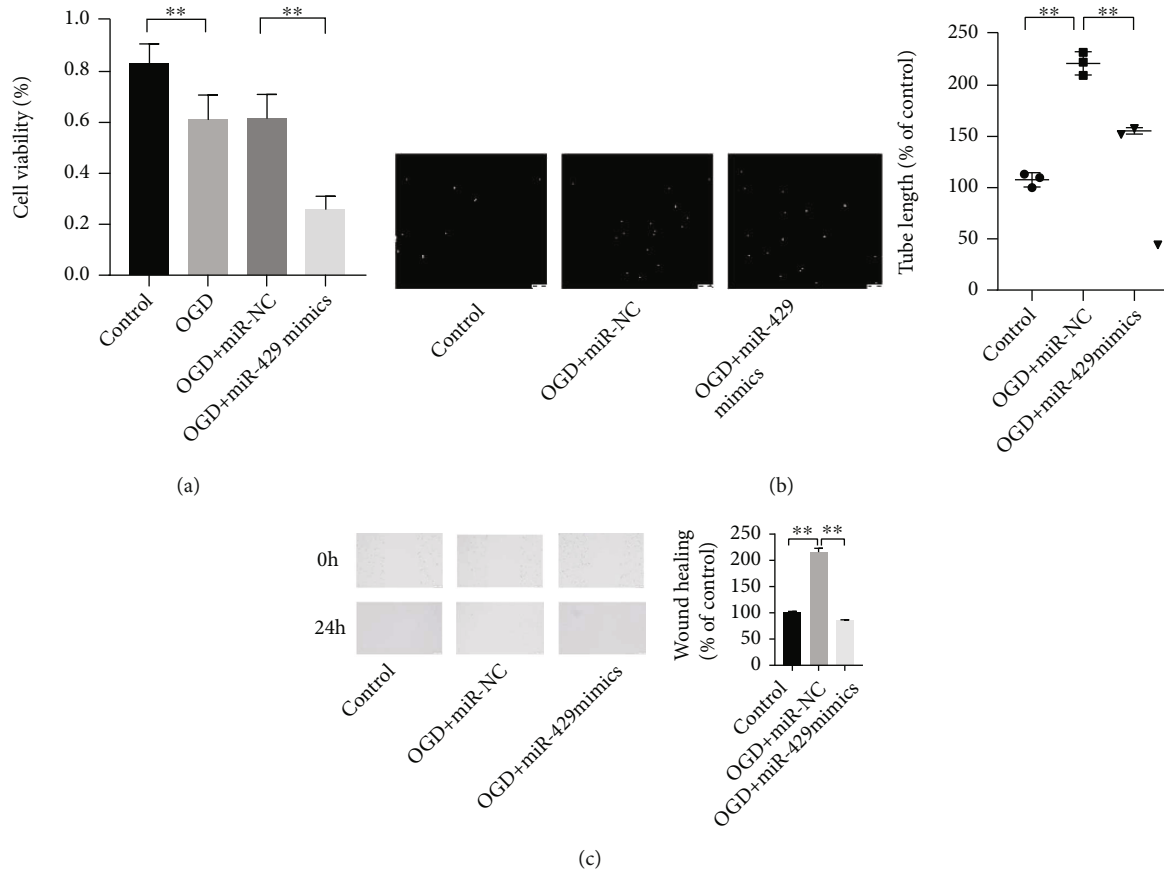 Cell viability (%)
1.0
0.8
0.6
0.4
0.2
0.0
**
**
Control
OGD
OGD+miR-NC
OGD+miR-429 mimics
(a)
Control
OGD+miR-NC
OGD+miR-429
mimics
Tube length (% of control)
250
200
150
100
50
0
**
**
Control
OGD+miR-NC
OGD+miR-429mimics
(b)
0h
24h
Control
OGD+miR-NC
OGD+miR-429mimics
Wound healing
(% of control)
250
200
150
100
50
0
**
**
Control
OGD+miR-NC
OGD+miR-429mimics
(c)